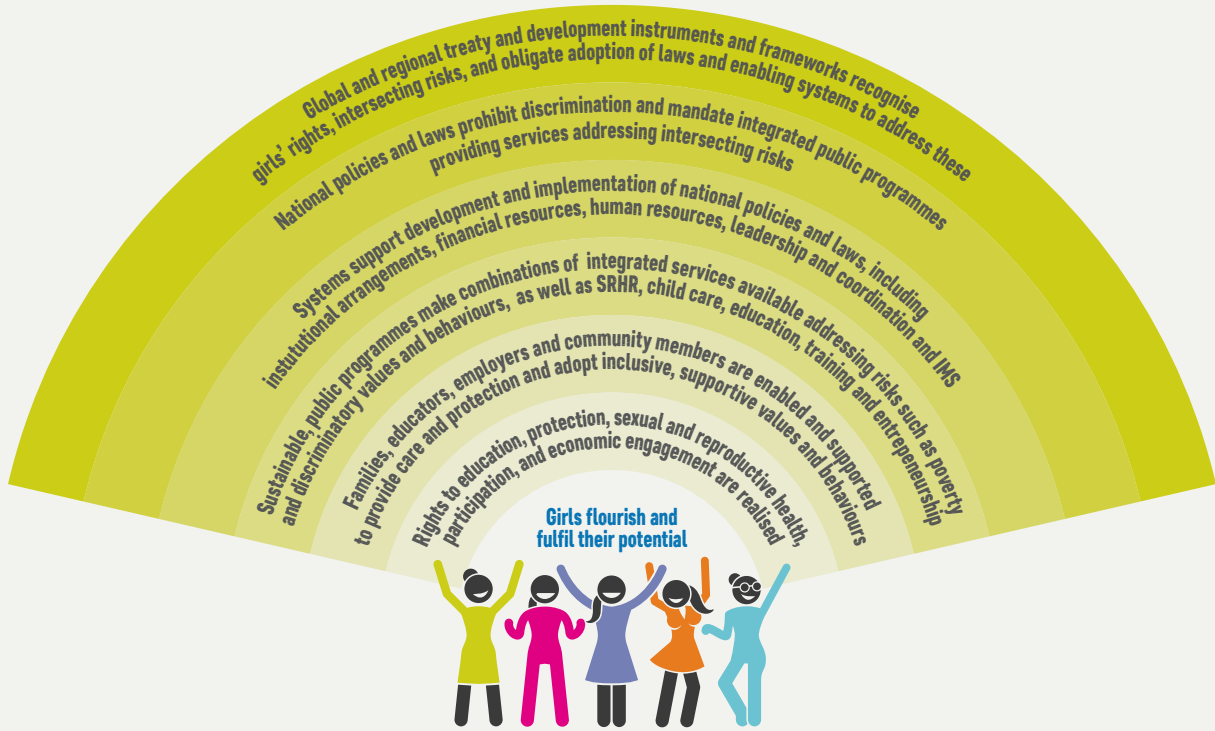 Global and regional treaty and development instruments and frameworks recognise
girls' rights, intersecting risks, and obligate adoption of laws and enabling systems to address these
National policies and laws prohibit discrimination and mandate integrated public programmes
providing services addressing intersecting risks
Systems support development and implementation of national policies and laws, including
instututional arrangements, financial resources, human resources, leadership and coordination and IMS
Sustainable, public programmes make combinations of integrated services available addressing risks such as poverty
and discriminatory values and behaviours, as well as SRHR, child care, education, training and entrepeneurship
Families, educators, employers and community members are enabled and supported
to provide care and protection and adopt inclusive, supportive values and behaviours
Rights to education, protection, sexual and reproductive health,
participation, and economic engagement are realised
Girls flourish and
fulfil their potential